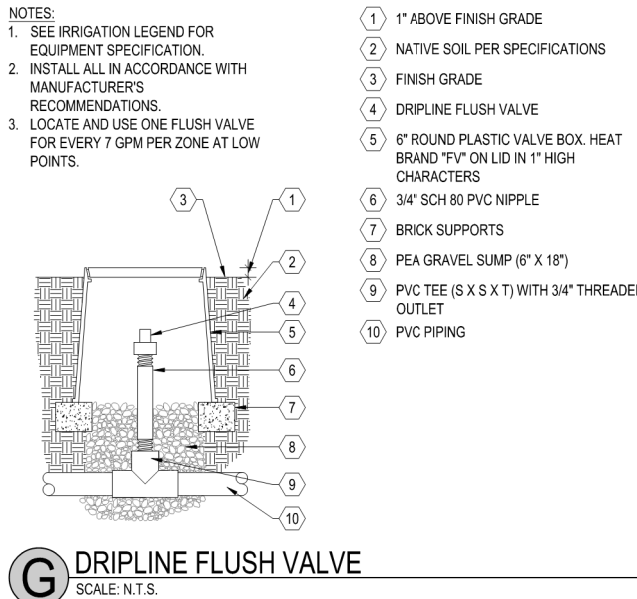 NOTES:
1. SEE IRRIGATION LEGEND FOR
EQUIPMENT SPECIFICATION.
2. INSTALL ALL IN ACCORDANCE WITH
MANUFACTURER'S
RECOMMENDATIONS.
3. LOCATE AND USE ONE FLUSH VALVE
FOR EVERY 7 GPM PER ZONE AT LOW
POINTS.
1 1" ABOVE FINISH GRADE
2 NATIVE SOIL PER SPECIFICATIONS
3 FINISH GRADE
4 DRIPLINE FLUSH VALVE
5 6" ROUND PLASTIC VALVE BOX. HEAT
BRAND "FV" ON LID IN 1" HIGH
CHARACTERS
6 3/4" SCH 80 PVC NIPPLE
7 BRICK SUPPORTS
8 PEA GRAVEL SUMP (6" X 18")
9 PVC TEE (S X S X T) WITH 3/4" THREADE
OUTLET
10 PVC PIPING
3
1
2
4
5
6
7
8
9
10
G DRIPLINE FLUSH VALVE
SCALE: N.T.S.